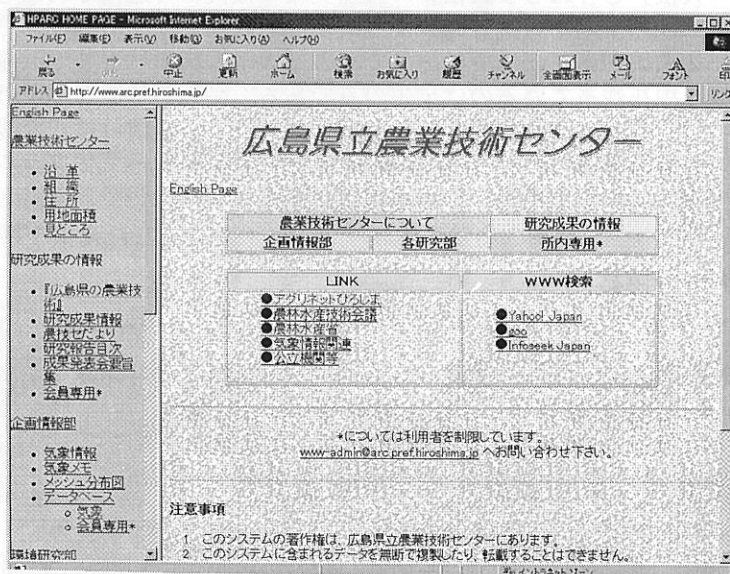 HPARC HOME PAGE - Microsoft Internet Explorer
ファイル(F) 編集(E) 表示(V) 移動(G) お気に入り(A) ヘルプ(H)
戻る 中止 更新 ホーム 検索 お気に入り 履歴 チャンネル 全画面表示 メール フォント
アドレス http://www.arc.pref.hiroshima.jp/ リンク
English Page
農業技術センター
・沿革
・組織
・住所
・用地面積
・見どころ
研究成果の情報
・『広島県の農業技
術』
・研究成果情報
・農技セだより
・研究報告目次
・成果発表会要旨
集
・会員専用*
企画情報部
・気象情報
・気象メモ
・メッシュ分布図
・データベース
○ 気象
○ 会員専用*
環境研究部
広島県立農業技術センター
English Page
農業技術センターについて 研究成果の情報
企画情報部 各研究部 所内専用*
LINK WWW検索
●アグリネットひろしま
●農林水産技術会議
●農林水産省
●気象情報関連
●公立機関等
●Yahoo! Japan
●goo
●Infoseek Japan
*については利用者を制限しています。
www-admin@arc.pref.hiroshima.jp へお問い合わせ下さい。
注意事項
1. このシステムの著作権は、広島県立農業技術センターにあります。
2. このシステムに含まれるデータを無断で複製したり、転載することはできません。
イントラネット ゾーン